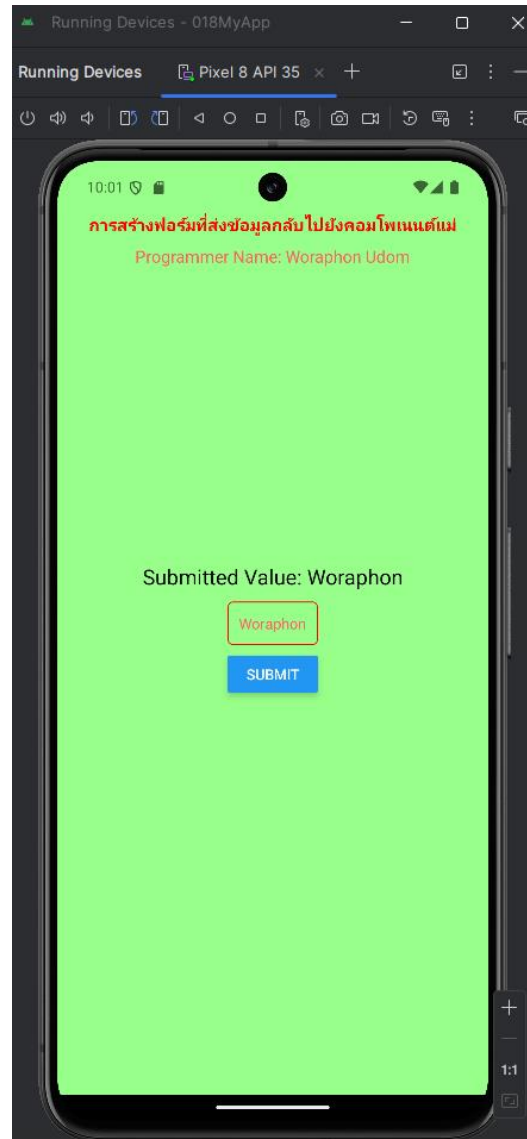 Running Devices - 018MyApp
Running Devices
Pixel 8 API 35
10:01
การสร้างฟอร์มที่ส่งข้อมูลกลับไปยังคอมโพเนนต์แม่
Programmer Name: Woraphon Udom
Submitted Value: Woraphon
Woraphon
SUBMIT
1:1